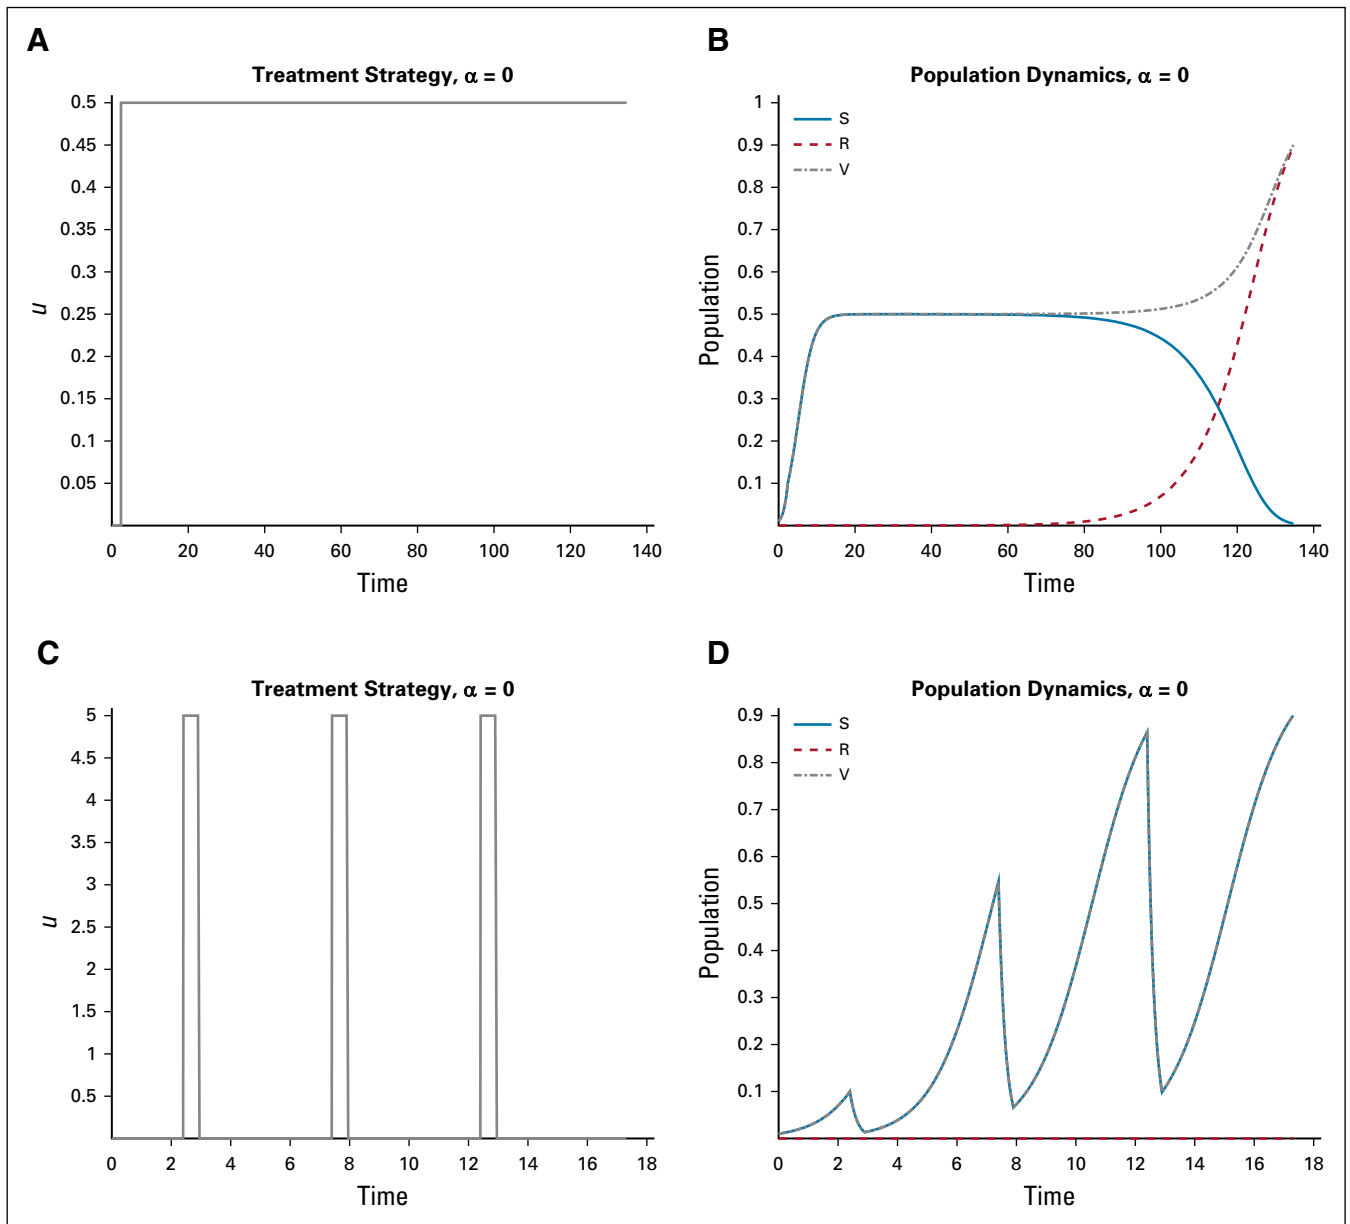 A
Treatment Strategy, α = 0
0.5
0.45
0.4
0.35
0.3
0.25
0.2
0.15
0.1
0.05
u
0 20 40 60 80 100 120 140
Time
B
Population Dynamics, α = 0
1
0.9
0.8
0.7
0.6
0.5
0.4
0.3
0.2
0.1
S
R
V
Population
0 20 40 60 80 100 120 140
Time
C
Treatment Strategy, α = 0
5
4.5
4
3.5
3
2.5
2
1.5
1
0.5
u
0 2 4 6 8 10 12 14 16 18
Time
D
Population Dynamics, α = 0
0.9
0.8
0.7
0.6
0.5
0.4
0.3
0.2
0.1
S
R
V
Population
0 2 4 6 8 10 12 14 16 18
Time